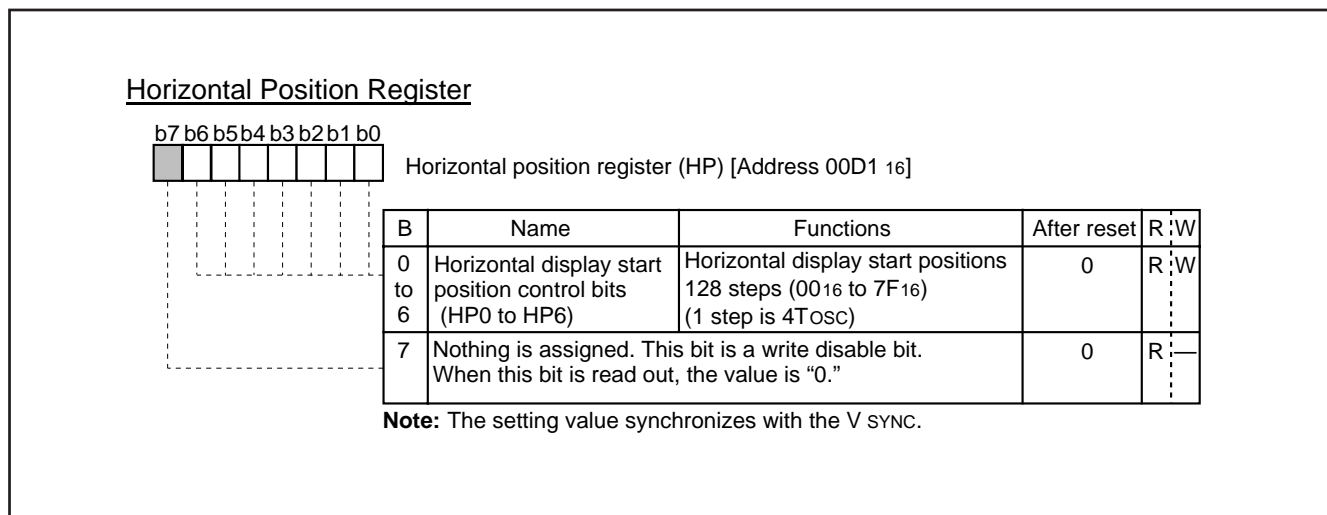 Horizontal Position Register
b7 b6 b5 b4 b3 b2 b1 b0
Horizontal position register (HP) [Address 00D1 16]
B Name Functions After reset R W
0 to 6 Horizontal display start position control bits (HP0 to HP6) Horizontal display start positions 128 steps (0016 to 7F16) (1 step is 4TOSC) 0 R W
7 Nothing is assigned. This bit is a write disable bit.
When this bit is read out, the value is “0.” 0 R —
Note: The setting value synchronizes with the V SYNC.